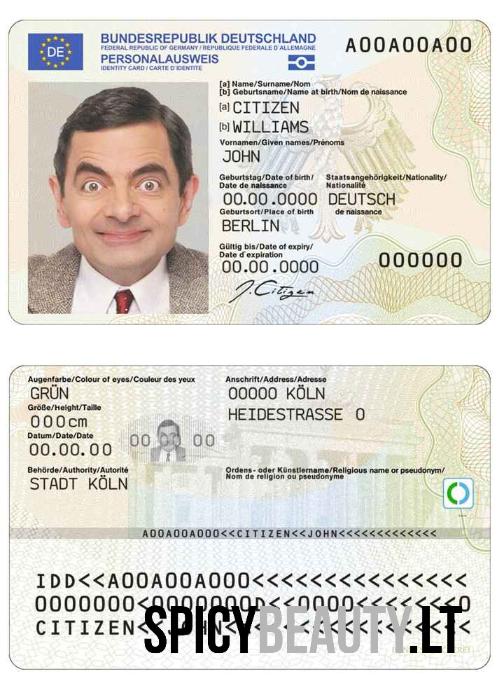 BUNDESREPUBLIK DEUTSCHLAND
FEDERAL REPUBLIC OF GERMANY / REPUBLIQUE FEDERALE D'ALLEMAGNE
PERSONALAUSWEIS
IDENTITY CARD / CARTE D'IDENTITE
DE
A00A00A00
[a] Name/Surname/Nom
[b] Geburtsname/Name at birth/Nom de naissance
[a] CITIZEN
[b] WILLIAMS
Vornamen/Given names/Prénoms
JOHN
Geburtstag/Date of birth/ Staatsangehörigkeit/Nationality/
Date de naissance Nationalité
00.00.0000 DEUTSCH
Geburtsort/Place of birth de naissance
BERLIN
Gültig bis/Date of expiry/
Date d'expiration
00.00.0000 000000
J. Citizen
Augenfarbe/Colour of eyes/Couleur des yeux
GRÜN
Größe/Height/Taille
000cm
Datum/Date/Date
00.00.00
00 00
Behörde/Authority/Autorité
STADT KÖLN
Anschrift/Address/Adresse
00000 KÖLN
HEIDESTRASSE 0
Ordens- oder Künstlername/Religious name or pseudonym/
Nom de religion ou pseudonyme
A00A00A000<<CITIZEN<<JOHN<<<<<<<<<<<<<
IDD<<A00A00A000<<<<<<<<<<<<<<<
0000000<0000000D<<0000<<<<<<<0
CITIZEN<<JOHN<<<<<<<<<<<<<<<<<
SPICYBEAUTY.LT